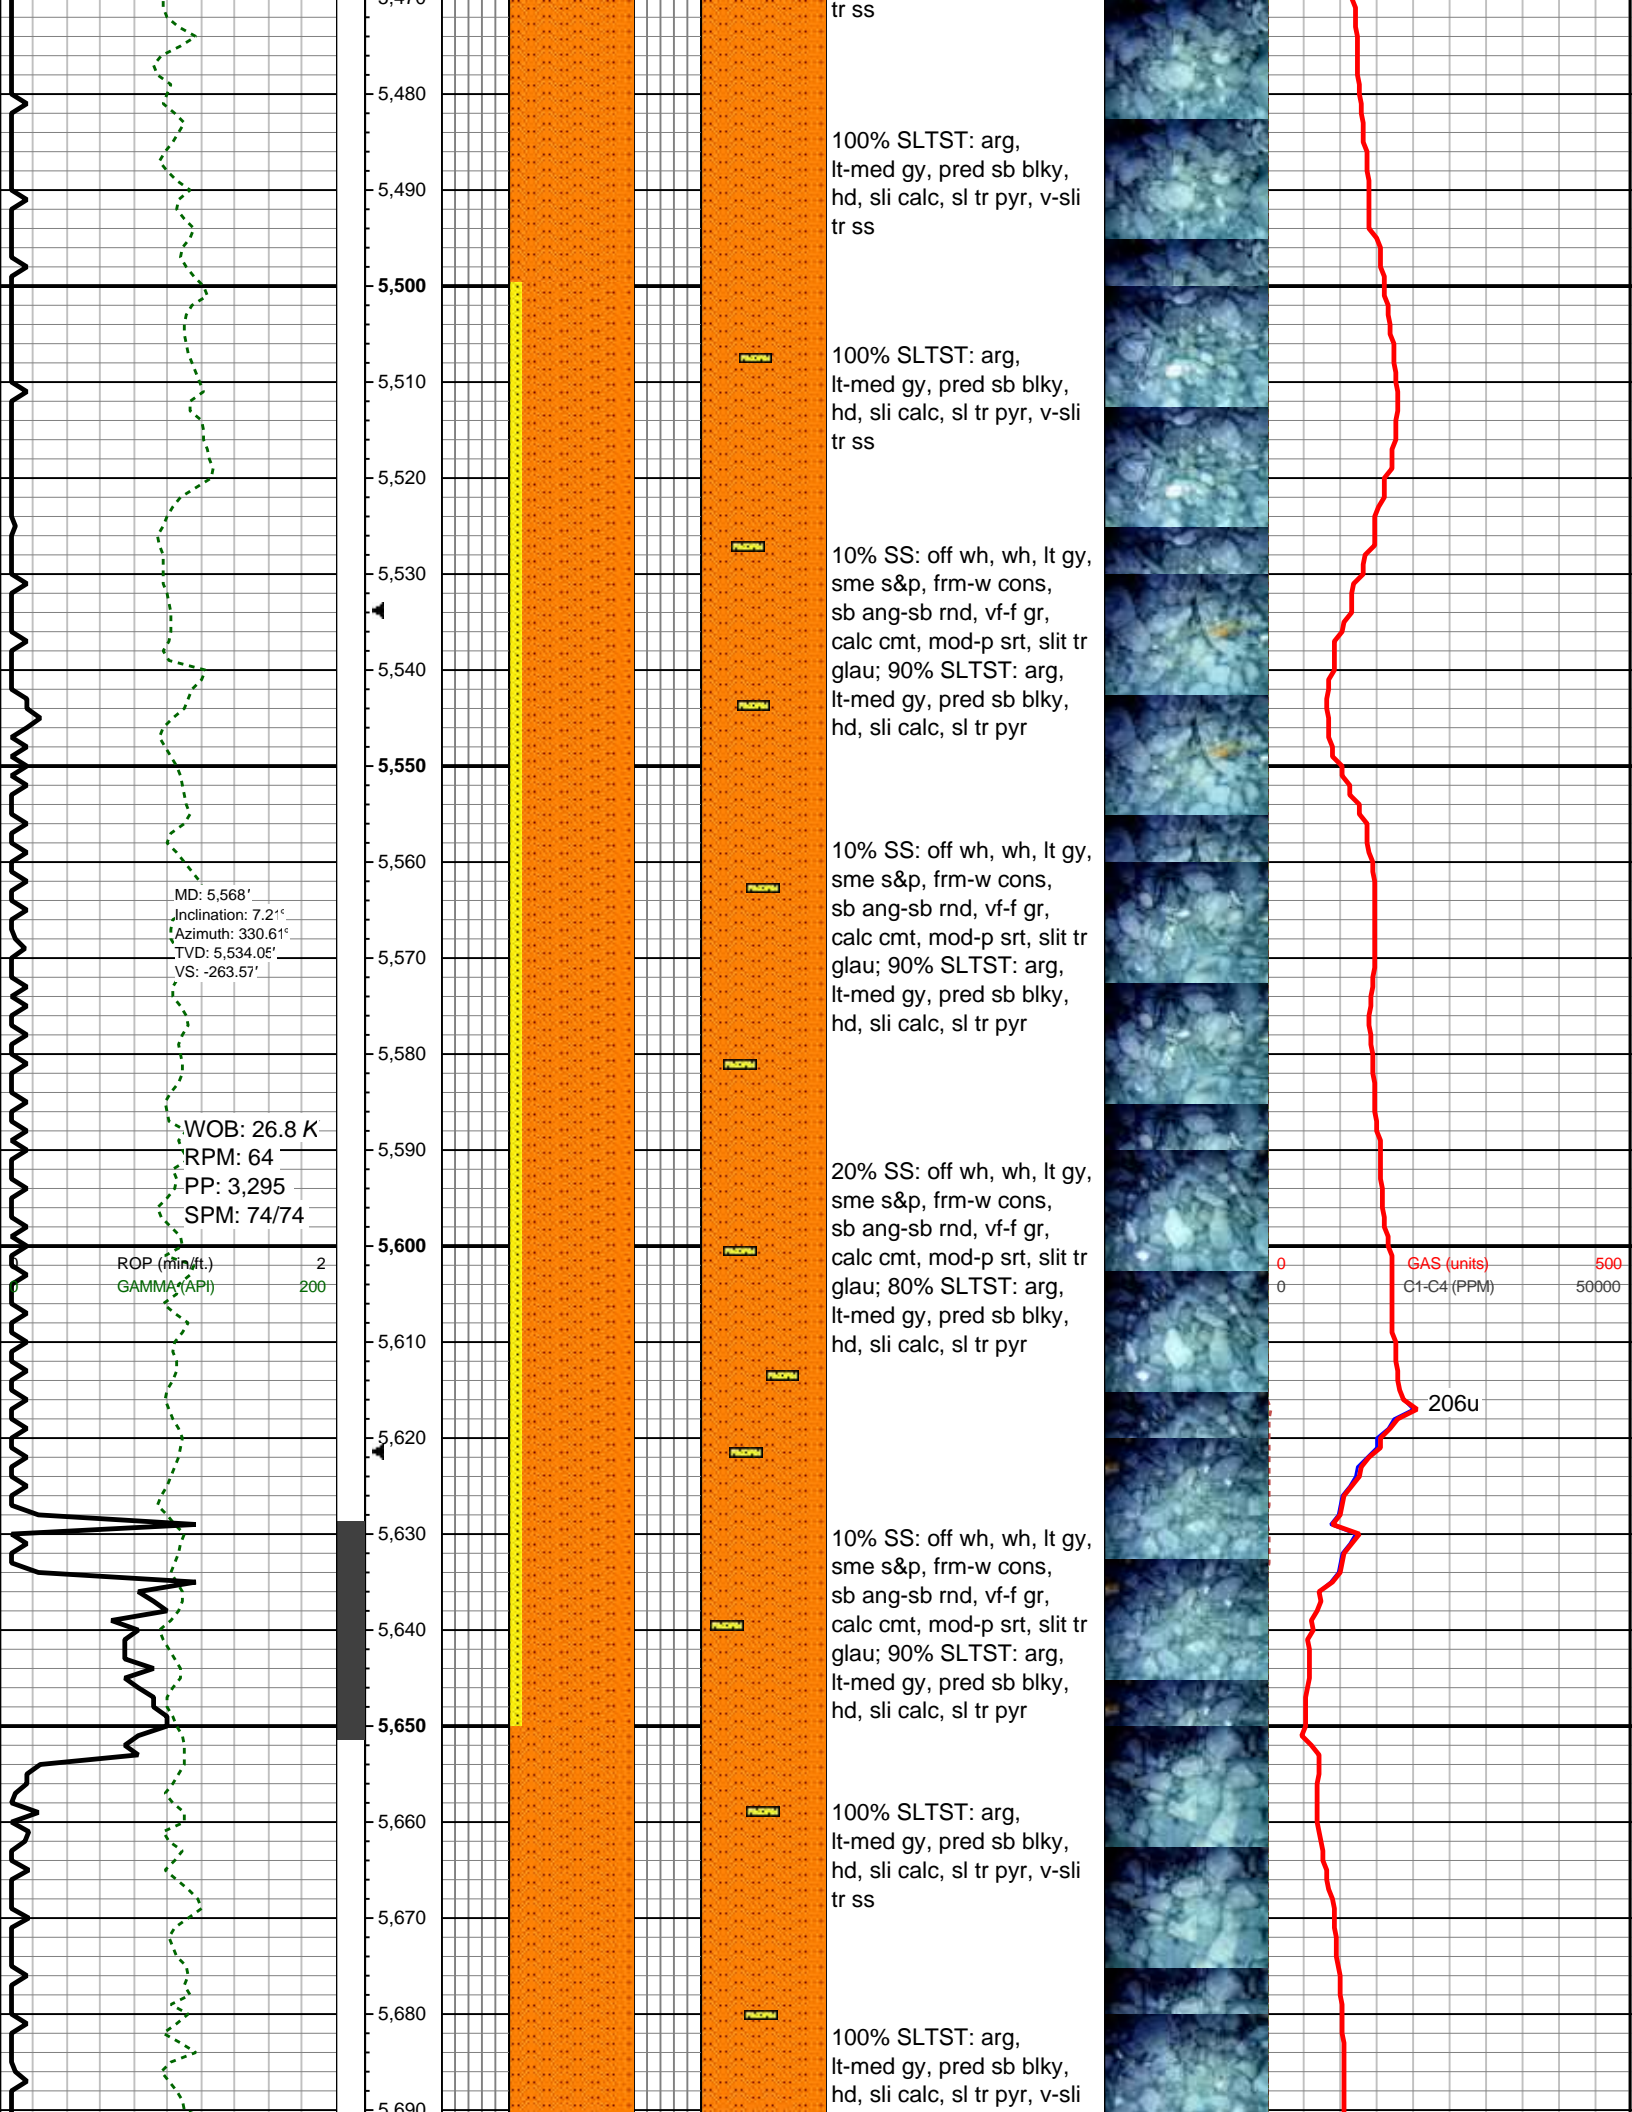 5,470
tr ss
5,480
100% SLTST: arg,
lt-med gy, pred sb blky,
hd, sli calc, sl tr pyr, v-sli
tr ss
5,490
5,500
100% SLTST: arg,
lt-med gy, pred sb blky,
hd, sli calc, sl tr pyr, v-sli
tr ss
5,510
5,520
5,530
10% SS: off wh, wh, lt gy,
sme s&p, frm-w cons,
sb ang-sb rnd, vf-f gr,
calc cmt, mod-p srt, slit tr
glau; 90% SLTST: arg,
lt-med gy, pred sb blky,
hd, sli calc, sl tr pyr
5,540
5,550
5,560
10% SS: off wh, wh, lt gy,
sme s&p, frm-w cons,
sb ang-sb rnd, vf-f gr,
calc cmt, mod-p srt, slit tr
glau; 90% SLTST: arg,
lt-med gy, pred sb blky,
hd, sli calc, sl tr pyr
MD: 5,568'
Inclination: 7.21°
Azimuth: 330.61°
TVD: 5,534.05'
VS: -263.57'
5,570
5,580
WOB: 26.8 K
RPM: 64
PP: 3,295
SPM: 74/74
5,590
20% SS: off wh, wh, lt gy,
sme s&p, frm-w cons,
sb ang-sb rnd, vf-f gr,
calc cmt, mod-p srt, slit tr
glau; 80% SLTST: arg,
lt-med gy, pred sb blky,
hd, sli calc, sl tr pyr
5,600
0 ROP (min/ft.) 2
0 GAMMA (API) 200
0 GAS (units) 500
0 C1-C4 (PPM) 50000
5,610
206u
5,620
5,630
10% SS: off wh, wh, lt gy,
sme s&p, frm-w cons,
sb ang-sb rnd, vf-f gr,
calc cmt, mod-p srt, slit tr
glau; 90% SLTST: arg,
lt-med gy, pred sb blky,
hd, sli calc, sl tr pyr
5,640
5,650
5,660
100% SLTST: arg,
lt-med gy, pred sb blky,
hd, sli calc, sl tr pyr, v-sli
tr ss
5,670
5,680
100% SLTST: arg,
lt-med gy, pred sb blky,
hd, sli calc, sl tr pyr, v-sli
5,690